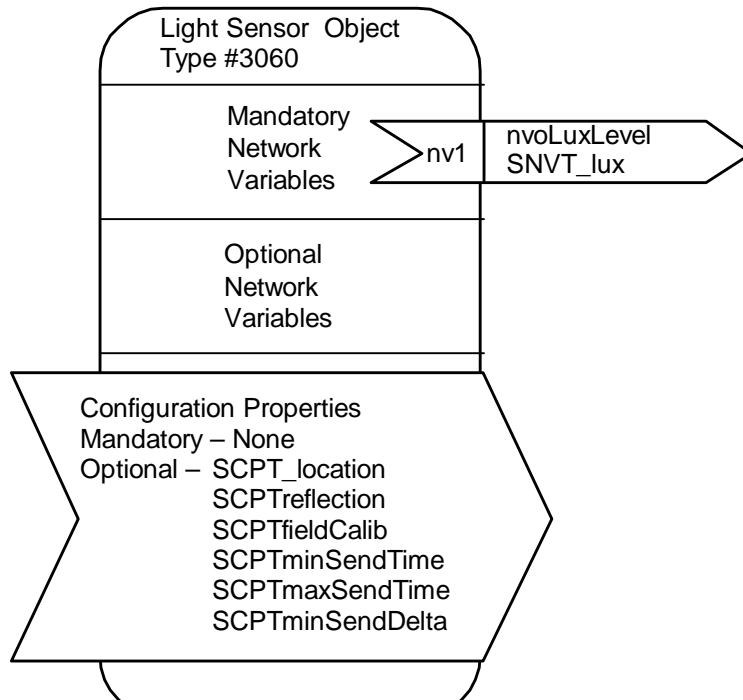 Light Sensor Object
Type #3060
Mandatory
Network
Variables
nv1
nvoLuxLevel
SNVT_lux
Optional
Network
Variables
Configuration Properties
Mandatory – None
Optional – SCPT_location
SCPTreflection
SCPTfieldCalib
SCPTminSendTime
SCPTmaxSendTime
SCPTminSendDelta